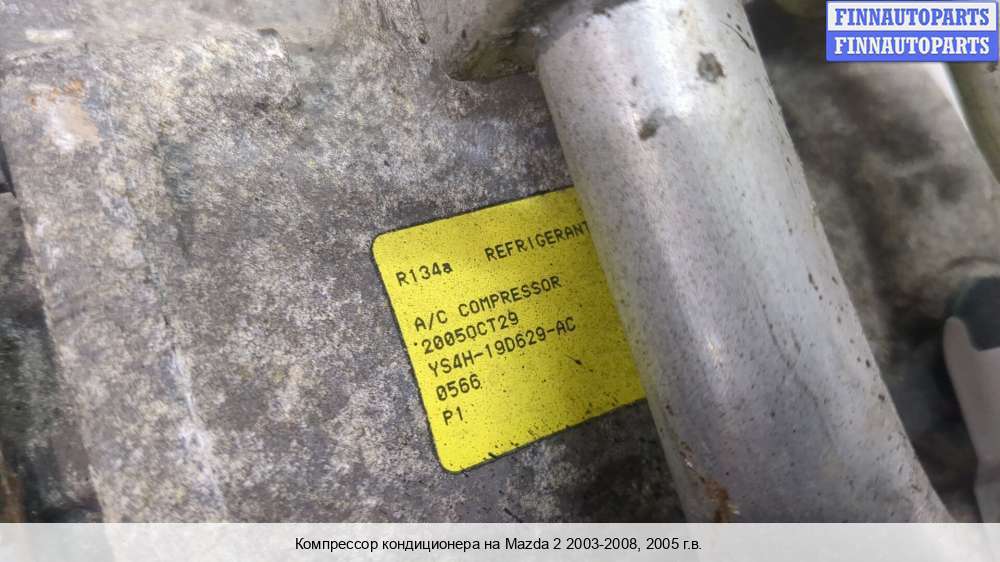 FINNAUTOPARTS
FINNAUTOPARTS
R134a REFRIGERANT
A/C COMPRESSOR
2005OCT29
YS4H-19D629-AC
0566
P1
Компрессор кондиционера на Mazda 2 2003-2008, 2005 г.в.